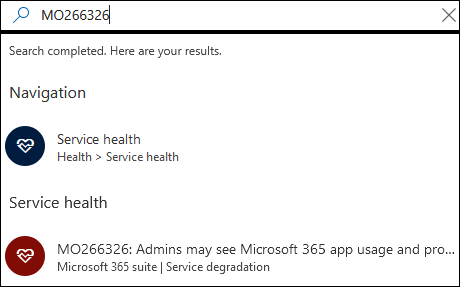 MO266326
Search completed. Here are your results.
Navigation
Service health
Health > Service health
Service health
MO266326: Admins may see Microsoft 365 app usage and pro...
Microsoft 365 suite | Service degradation